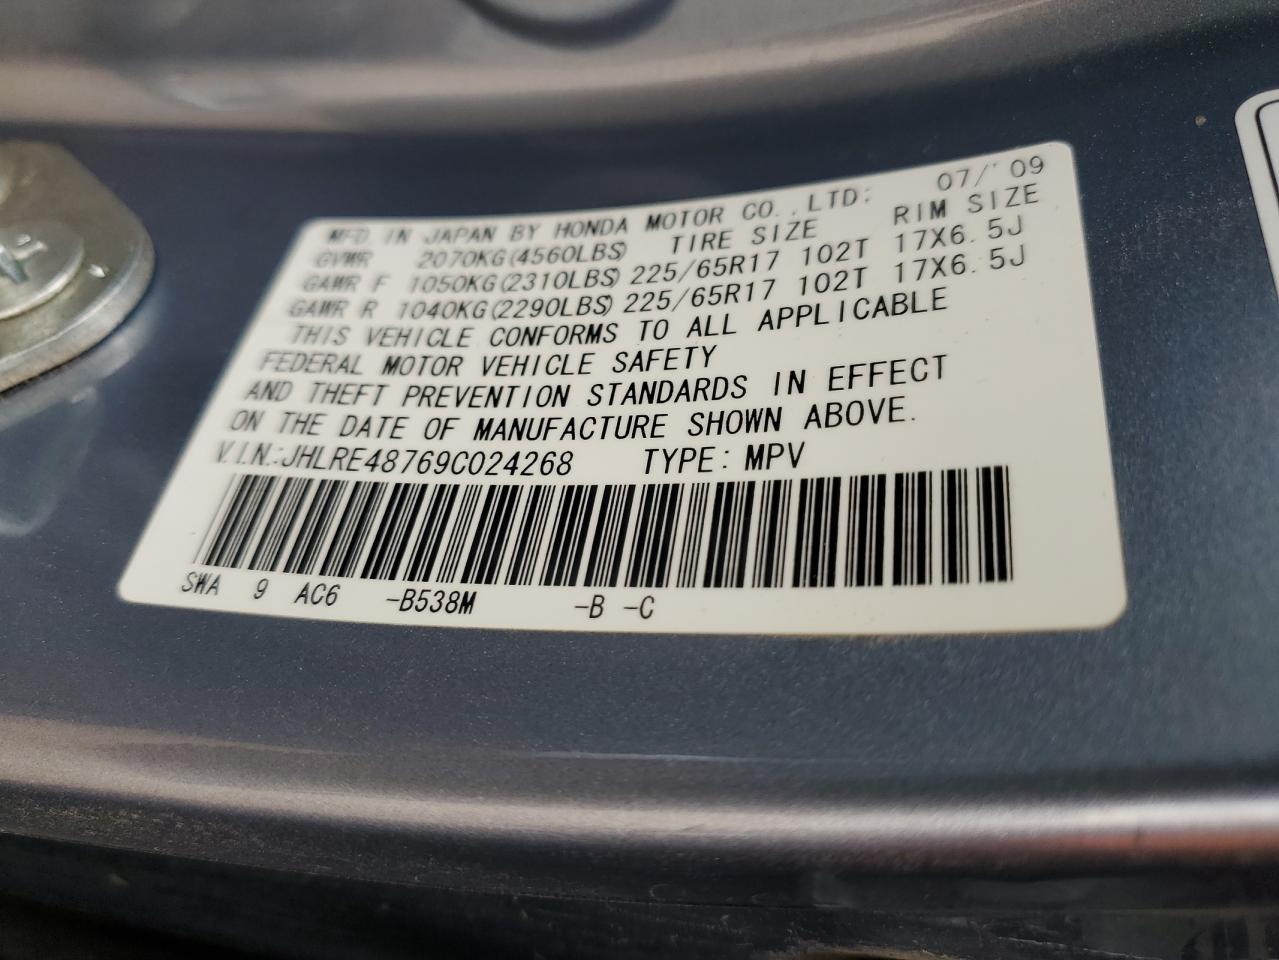 MFD. IN JAPAN BY HONDA MOTOR CO.,LTD: 07/'09
GVWR 2070KG(4560LBS) TIRE SIZE RIM SIZE
GAWR F 1050KG(2310LBS) 225/65R17 102T 17X6.5J
GAWR R 1040KG(2290LBS) 225/65R17 102T 17X6.5J
THIS VEHICLE CONFORMS TO ALL APPLICABLE
FEDERAL MOTOR VEHICLE SAFETY
AND THEFT PREVENTION STANDARDS IN EFFECT
ON THE DATE OF MANUFACTURE SHOWN ABOVE.
V.I.N.:JHLRE48769C024268 TYPE: MPV
SWA 9 AC6 -B538M -B -C